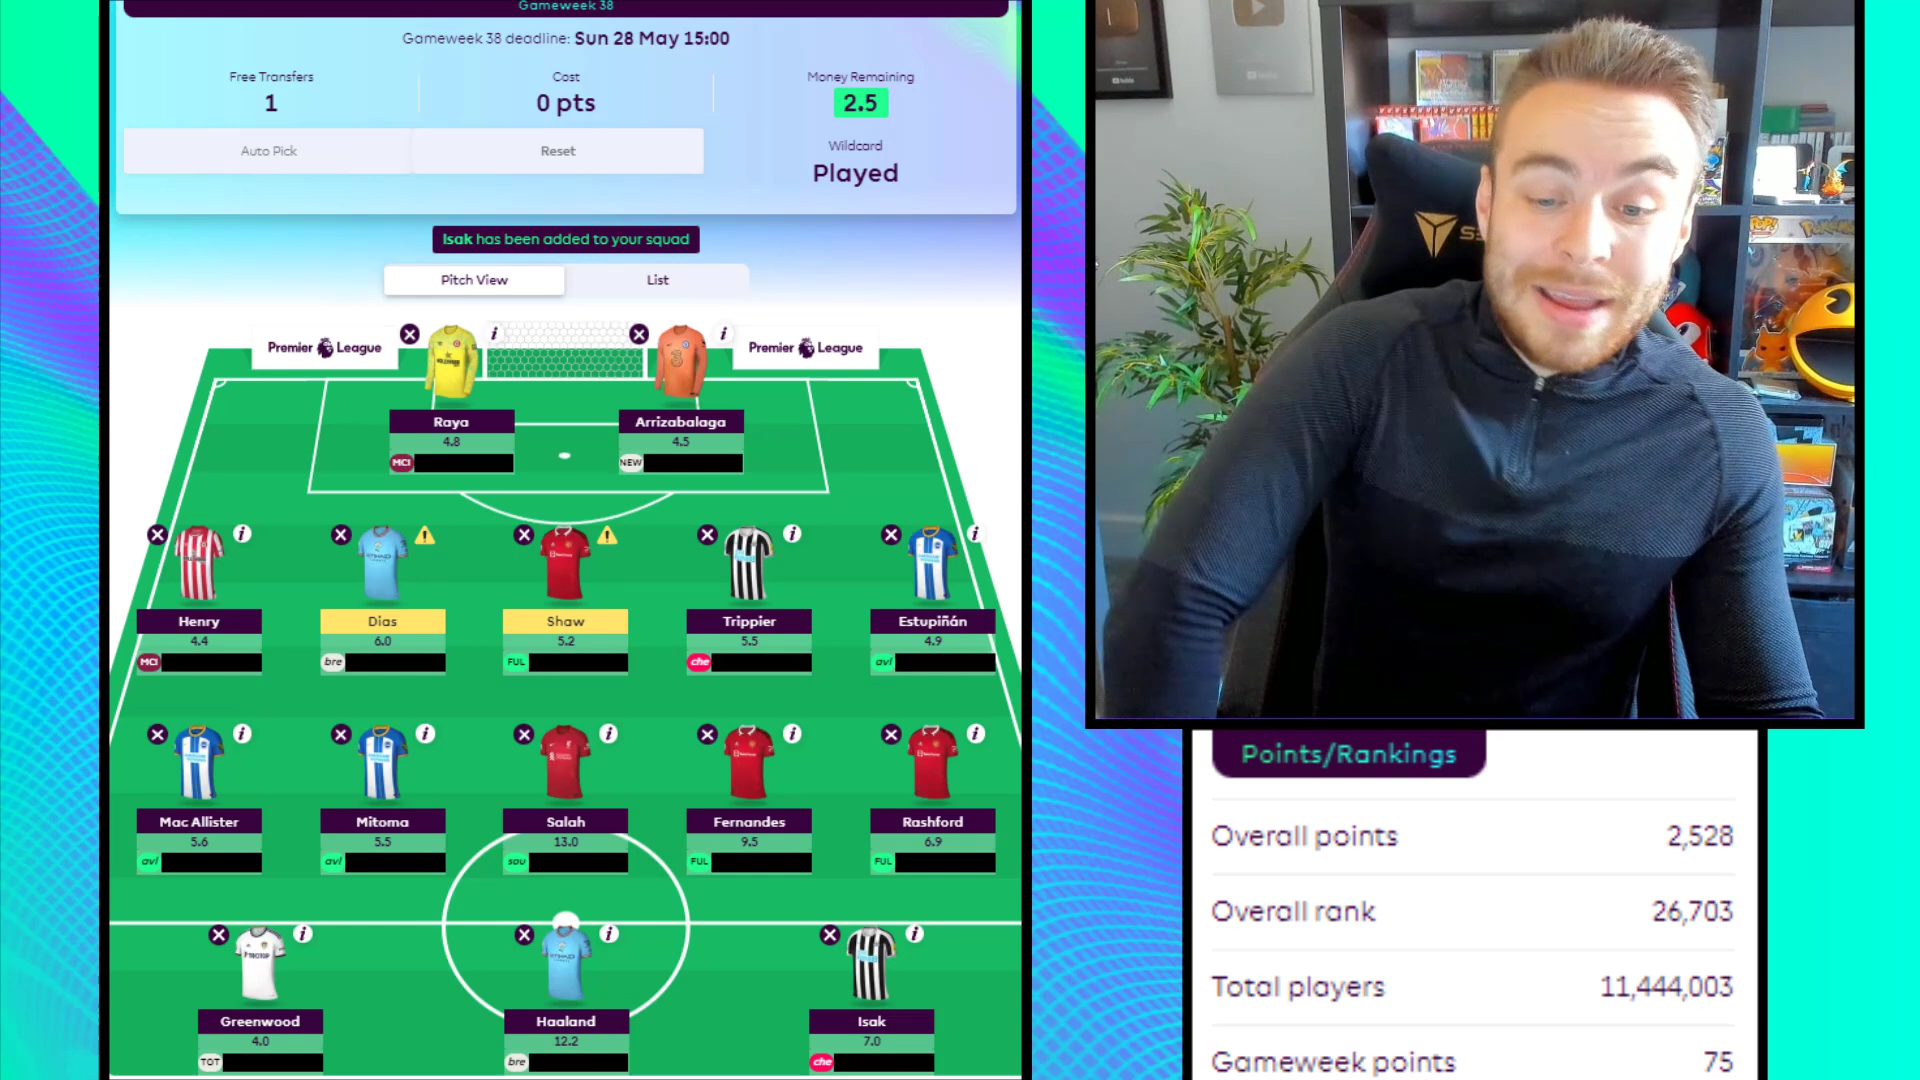 Gameweek 38
Gameweek 38 deadline: Sun 28 May 15:00
Free Transfers
1
Cost
0 pts
Money Remaining
2.5
Auto Pick
Reset
Wildcard
Played
Isak has been added to your squad
Pitch View
List
Premier League
Premier League
Raya
4.8
MCI
Arrizabalaga
4.5
NEW
Henry
4.4
MCI
Dias
6.0
bre
Shaw
5.2
FUL
Trippier
5.5
che
Estupiñán
4.9
avl
Mac Allister
5.6
avl
Mitoma
5.5
avl
Salah
13.0
sou
Fernandes
9.5
FUL
Rashford
6.9
FUL
Greenwood
4.0
TOT
Haaland
12.2
bre
Isak
7.0
che
POP!
Points/Rankings
Overall points
2,528
Overall rank
26,703
Total players
11,444,003
Gameweek points
75